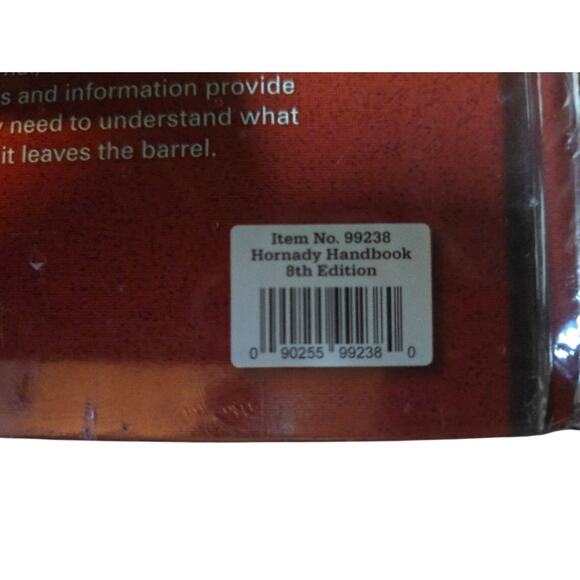 s and information provide
need to understand what
it leaves the barrel.
Item No. 99238
Hornady Handbook
8th Edition
0 90255 99238 0